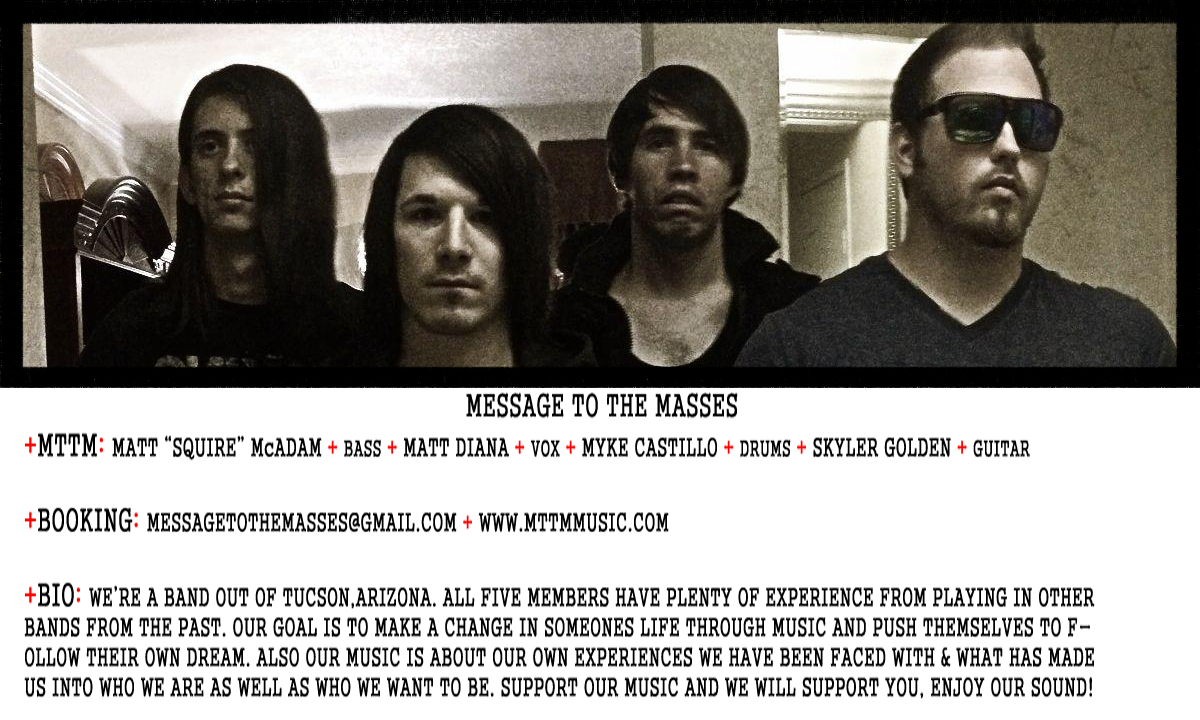 MESSAGE TO THE MASSES
+MTTM: MATT “SQUIRE” McADAM + BASS + MATT DIANA + VOX + MYKE CASTILLO + DRUMS + SKYLER GOLDEN + GUITAR
+BOOKING: MESSAGETOTHEMASSES@GMAIL.COM + WWW.MTTMMUSIC.COM
+BIO: WE'RE A BAND OUT OF TUCSON,ARIZONA. ALL FIVE MEMBERS HAVE PLENTY OF EXPERIENCE FROM PLAYING IN OTHER
BANDS FROM THE PAST. OUR GOAL IS TO MAKE A CHANGE IN SOMEONES LIFE THROUGH MUSIC AND PUSH THEMSELVES TO F-
OLLOW THEIR OWN DREAM. ALSO OUR MUSIC IS ABOUT OUR OWN EXPERIENCES WE HAVE BEEN FACED WITH & WHAT HAS MADE
US INTO WHO WE ARE AS WELL AS WHO WE WANT TO BE. SUPPORT OUR MUSIC AND WE WILL SUPPORT YOU, ENJOY OUR SOUND!